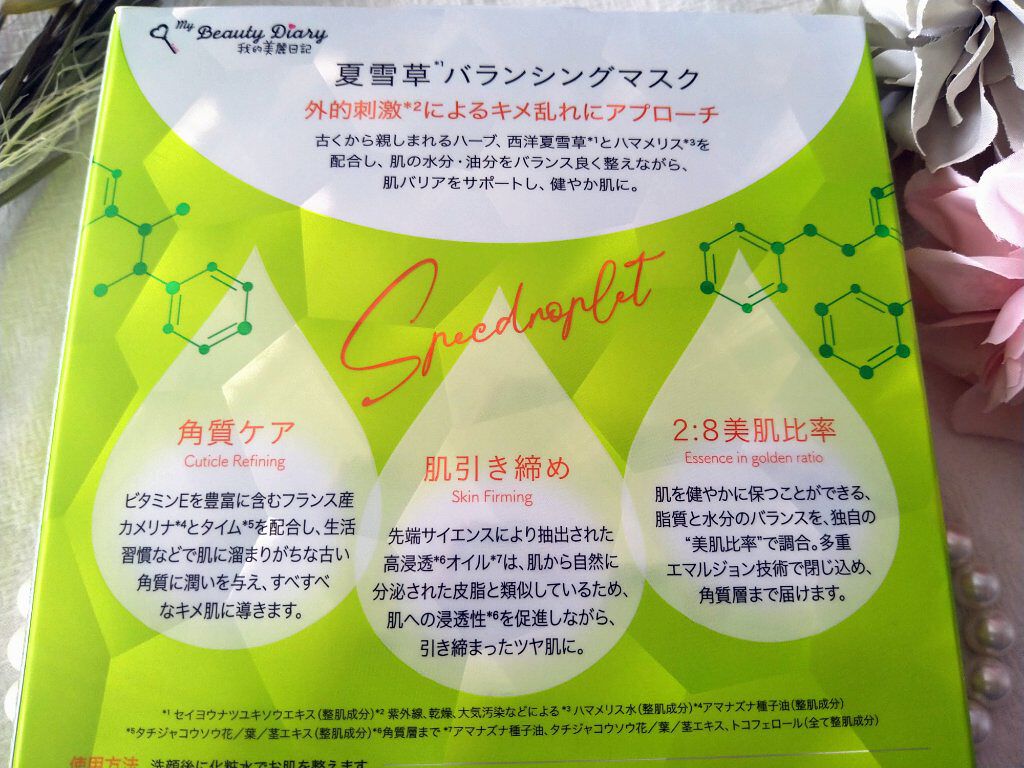 My Beauty Diary
我的美麗日記
夏雪草*1バランシングマスク
外的刺激*2によるキメ乱れにアプローチ
古くから親しまれるハーブ、西洋夏雪草*1とハマメリス*3を
配合し、肌の水分・油分をバランス良く整えながら、
肌バリアをサポートし、健やか肌に。
Specdroplet
角質ケア
Cuticle Refining
ビタミンEを豊富に含むフランス産
カメリナ*4とタイム*5を配合し、生活
習慣などで肌に溜まりがちな古い
角質に潤いを与え、すべすべ
なキメ肌に導きます。
肌引き締め
Skin Firming
先端サイエンスにより抽出された
高浸透*6オイル*7は、肌から自然に
分泌された皮脂と類似しているため、
肌への浸透性*6を促進しながら、
引き締まったツヤ肌に。
2:8美肌比率
Essence in golden ratio
肌を健やかに保つことができる、
脂質と水分のバランスを、独自の
“美肌比率”で調合。多重
エマルジョン技術で閉じ込め、
角質層まで届けます。
*1 セイヨウナツユキソウエキス(整肌成分)*2 紫外線、乾燥、大気汚染などによる*3 ハマメリス水(整肌成分)*4アマナズナ種子油(整肌成分)
*5タチジャコウソウ花／葉／茎エキス(整肌成分)*6角質層まで *7アマナズナ種子油、タチジャコウソウ花／葉／茎エキス、トコフェロール(全て整肌成分)
使用方法 洗顔後に化粧水でお肌を整えます。